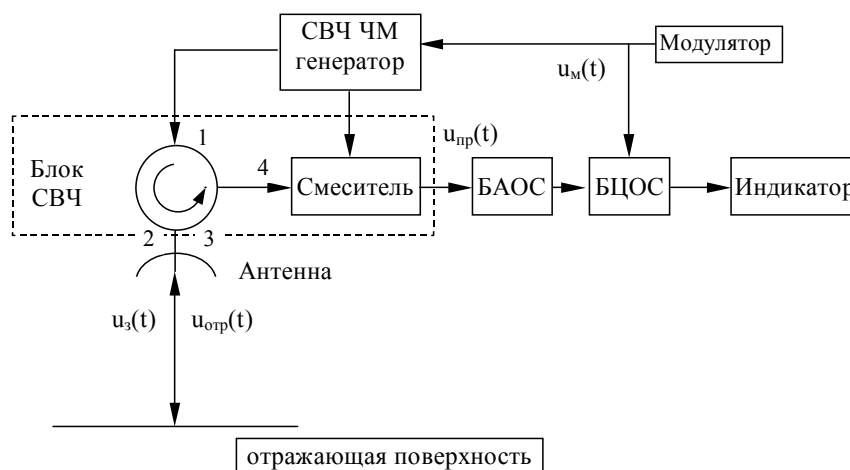 СВЧ ЧМ
генератор
Модулятор
uм(t)
1
uпр(t)
Блок
СВЧ
4
Смеситель
БАОС
БЦОС
Индикатор
2
3
Антенна
uз(t)
uотр(t)
отражающая поверхность